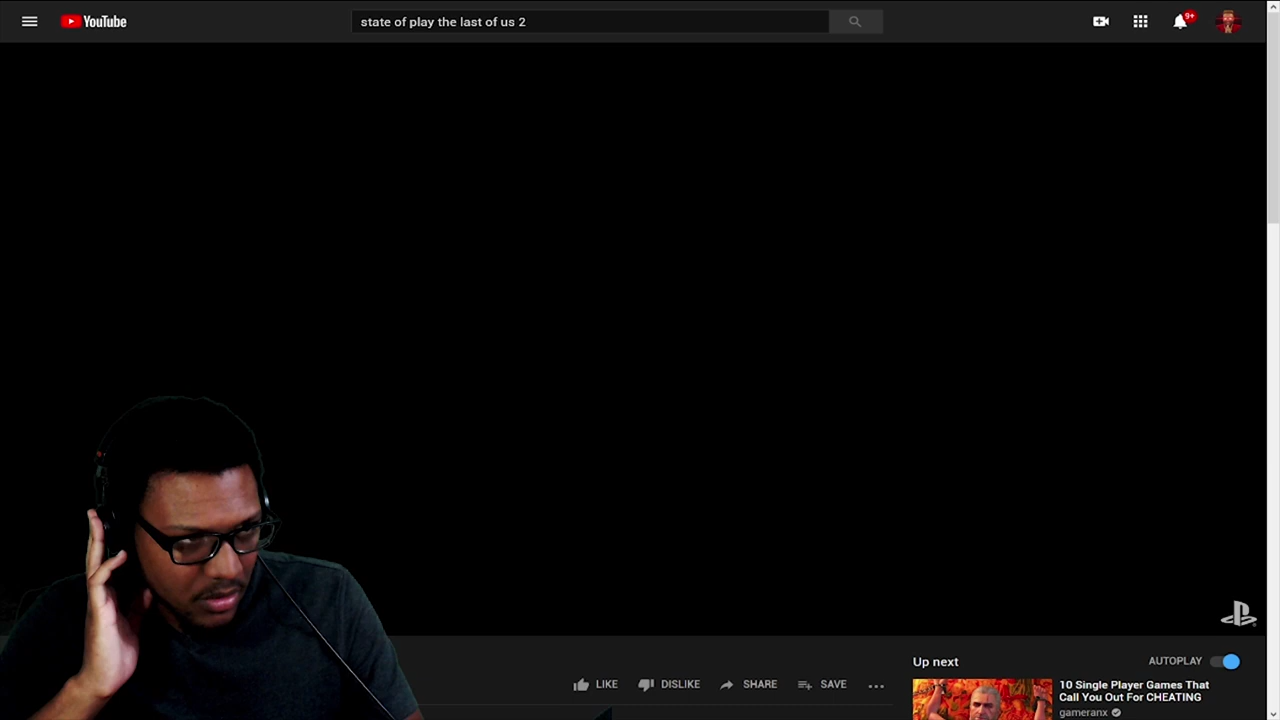 YouTube
state of play the last of us 2
9+
LIKE
DISLIKE
SHARE
SAVE
Up next
AUTOPLAY
10 Single Player Games That
Call You Out For CHEATING
gameranx